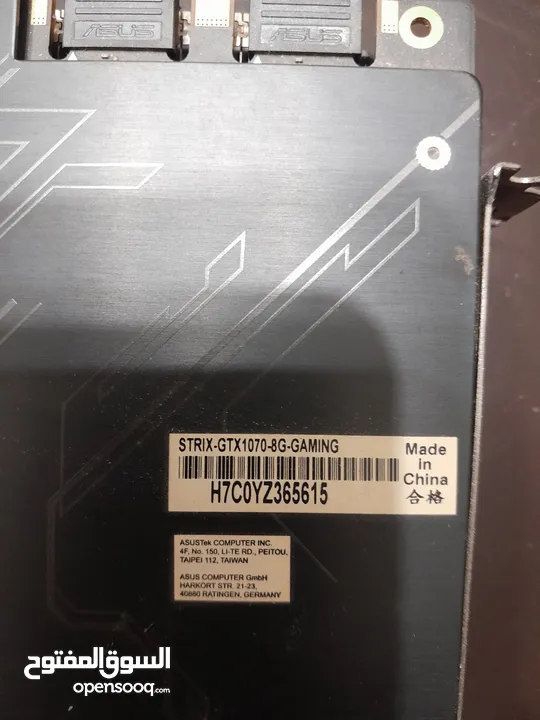 ASUS ASUS
STRIX-GTX1070-8G-GAMING
H7C0YZ365615
Made
in
China
合格
ASUSTek COMPUTER INC.
4F, No. 150, LI-TE RD., PEITOU,
TAIPEI 112, TAIWAN
ASUS COMPUTER GmbH
HARKORT STR. 21-23,
40880 RATINGEN, GERMANY
السوق المفتوح
opensooq.com